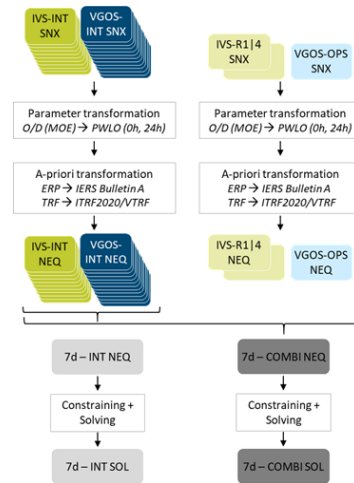 IVS-INT
SNX
VGOS-
INT SNX
IVS-R1|4
SNX
VGOS-OPS
SNX
Parameter transformation
O/D (MOE) → PWLO (0h, 24h)
Parameter transformation
O/D (MOE) → PWLO (0h, 24h)
A-priori transformation
ERP → IERS Bulletin A
TRF → ITRF2020/VTRF
A-priori transformation
ERP → IERS Bulletin A
TRF → ITRF2020/VTRF
IVS-INT
NEQ
VGOS-
INT NEQ
IVS-R1|4
NEQ
VGOS-OPS
NEQ
7d – INT NEQ
7d – COMBI NEQ
Constraining +
Solving
Constraining +
Solving
7d – INT SOL
7d – COMBI SOL